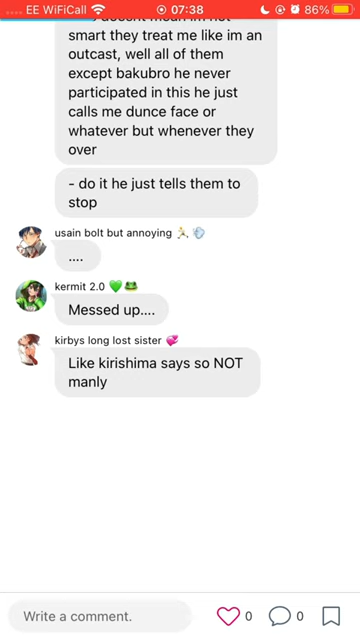 EE WiFiCall 07:38 86%
smart they treat me like im an
outcast, well all of them
except bakubro he never
participated in this he just
calls me dunce face or
whatever but whenever they
over
- do it he just tells them to
stop
usain bolt but annoying 🏃💨
....
kermit 2.0 💚🐸
Messed up....
kirbys long lost sister 💞
Like kirishima says so NOT
manly
Write a comment. 0 0